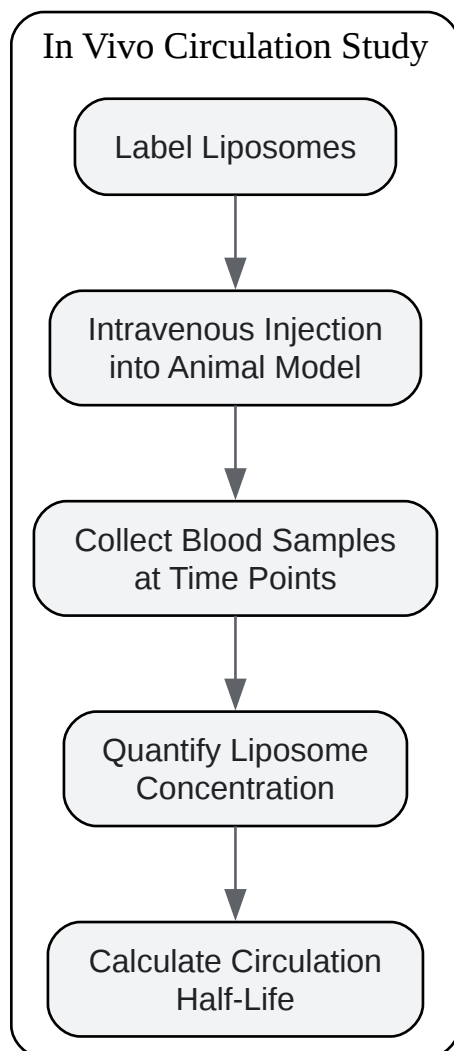 In Vivo Circulation Study
Label Liposomes
Intravenous Injection
into Animal Model
Collect Blood Samples
at Time Points
Quantify Liposome
Concentration
Calculate Circulation
Half-Life